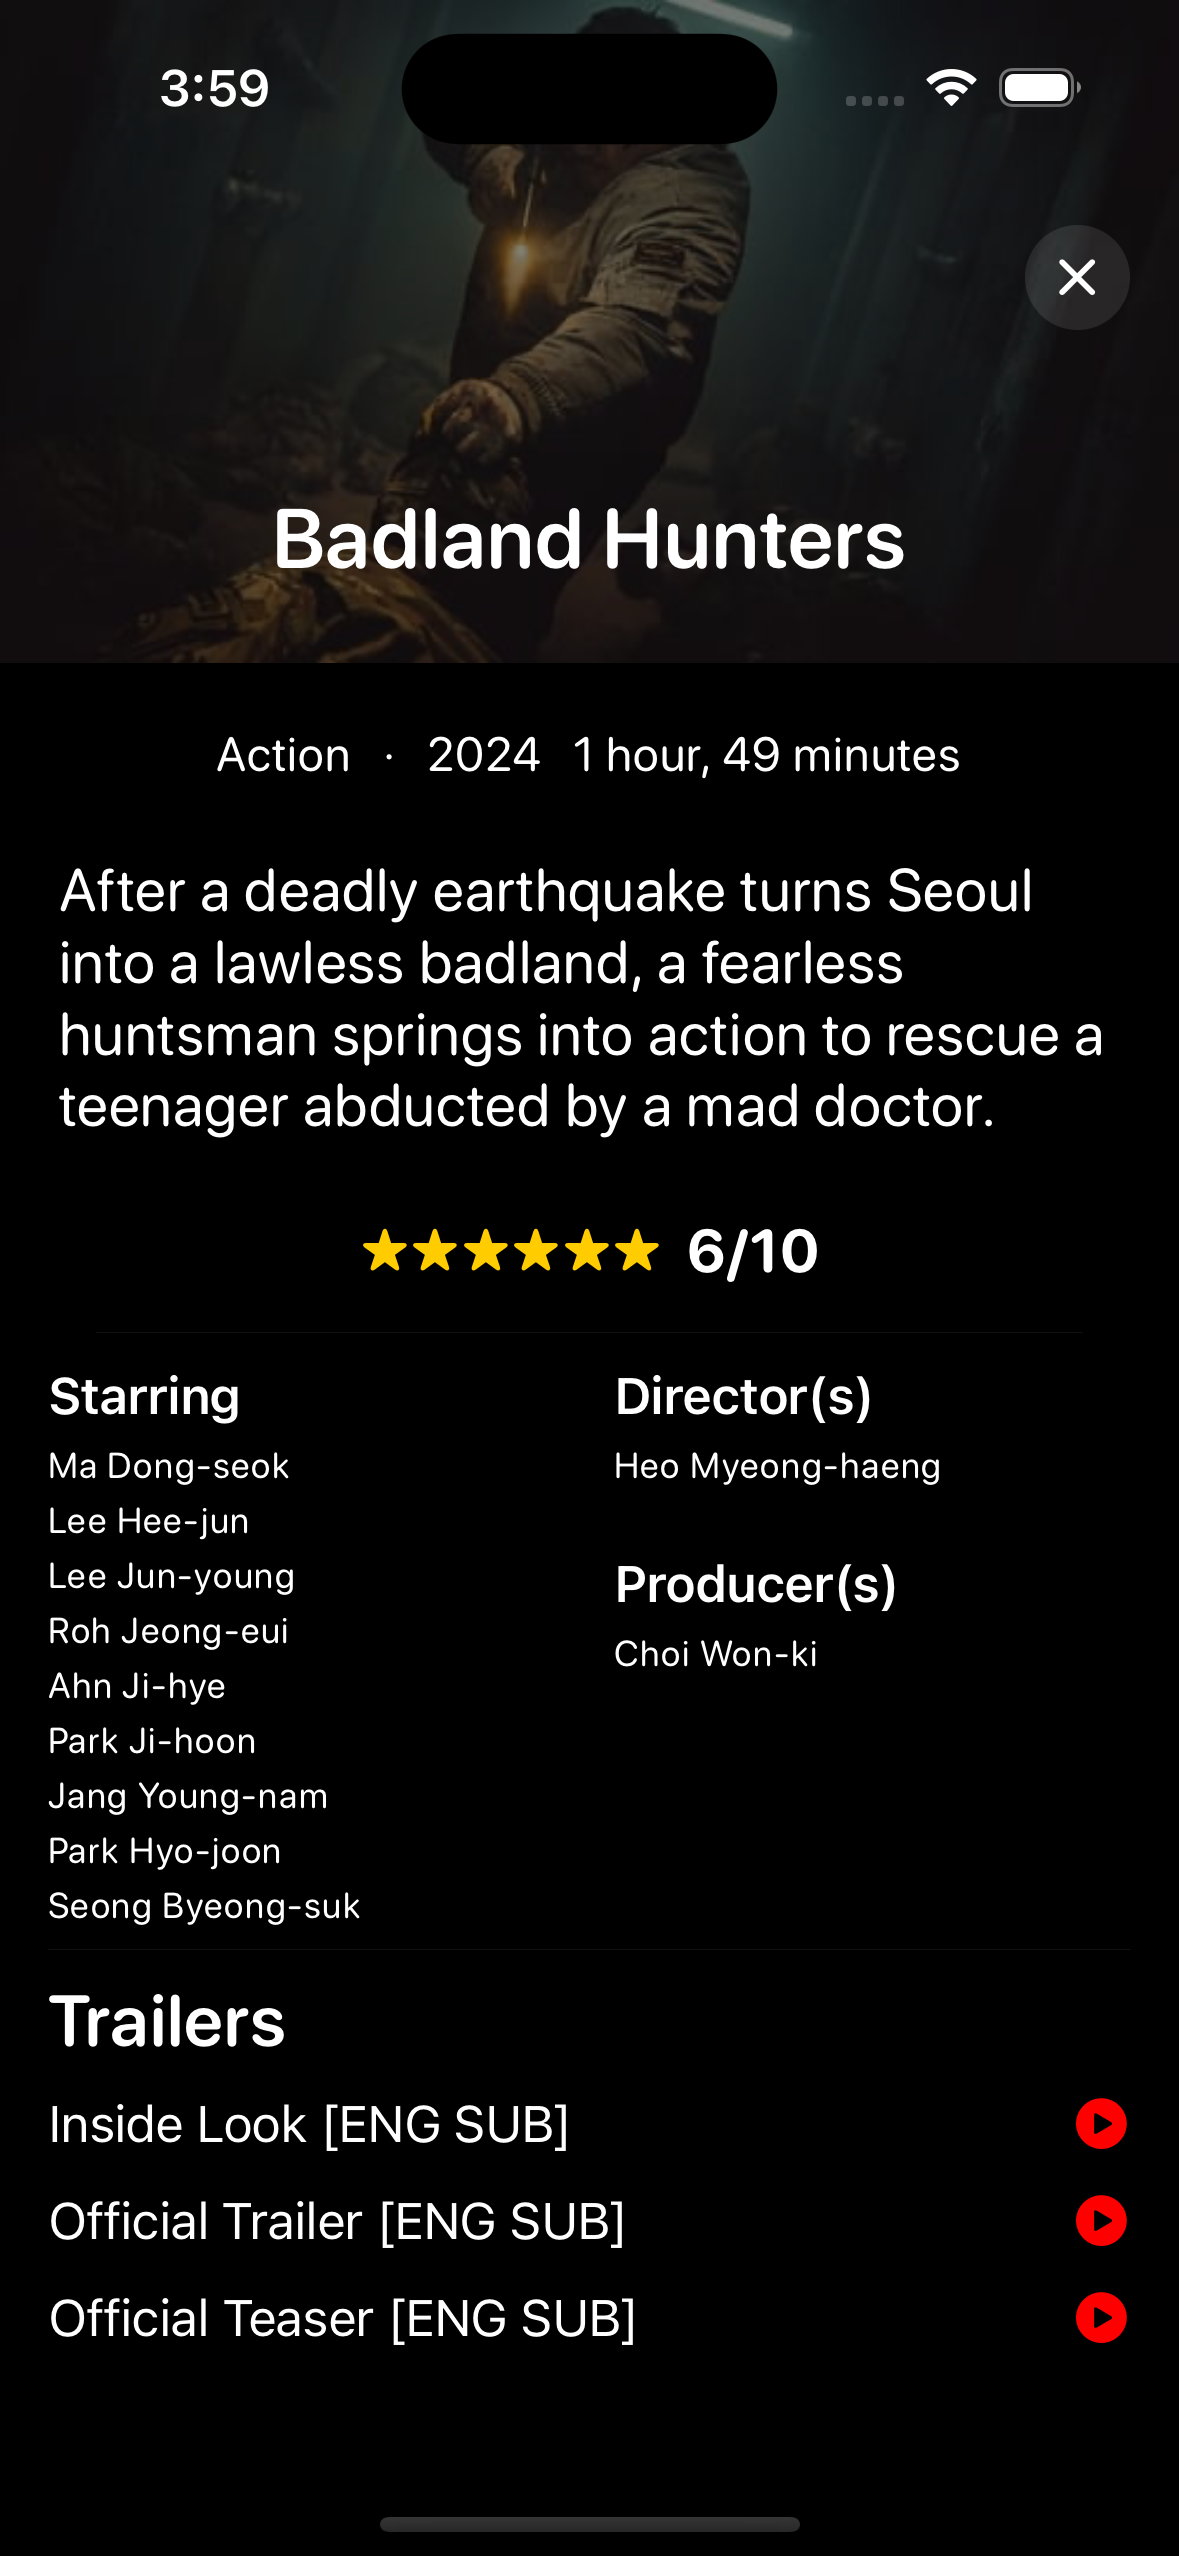 3:59
Badland Hunters
Action · 2024 1 hour, 49 minutes
After a deadly earthquake turns Seoul
into a lawless badland, a fearless
huntsman springs into action to rescue a
teenager abducted by a mad doctor.
6/10
Starring
Ma Dong-seok
Lee Hee-jun
Lee Jun-young
Roh Jeong-eui
Ahn Ji-hye
Park Ji-hoon
Jang Young-nam
Park Hyo-joon
Seong Byeong-suk
Director(s)
Heo Myeong-haeng
Producer(s)
Choi Won-ki
Trailers
Inside Look [ENG SUB]
Official Trailer [ENG SUB]
Official Teaser [ENG SUB]